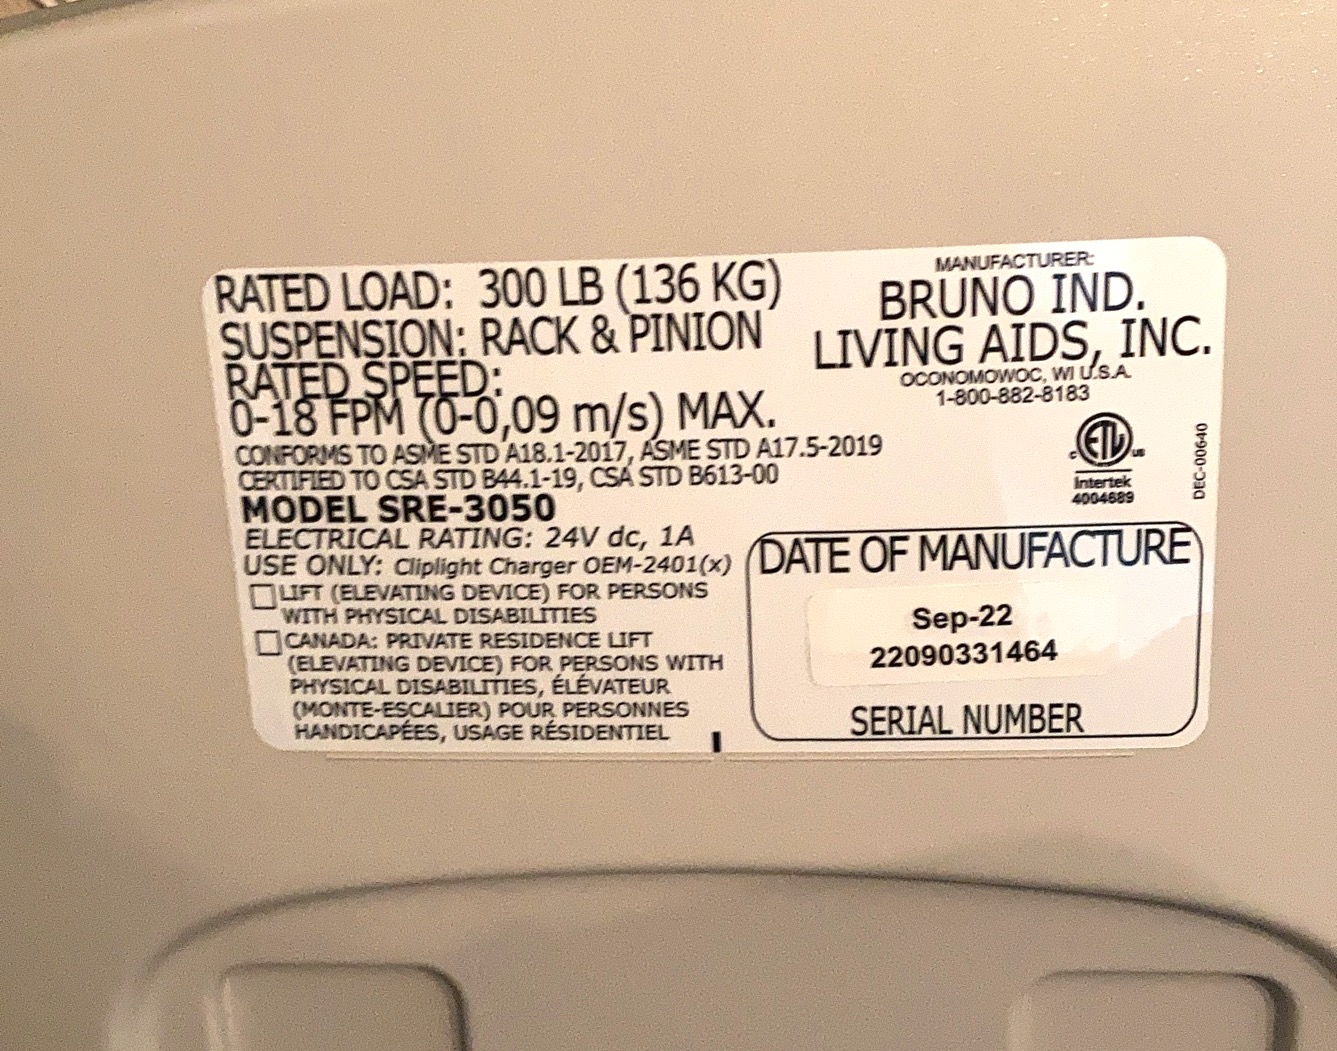 RATED LOAD: 300 LB (136 KG)
SUSPENSION: RACK & PINION
RATED SPEED:
0-18 FPM (0-0,09 m/s) MAX.
CONFORMS TO ASME STD A18.1-2017, ASME STD A17.5-2019
CERTIFIED TO CSA STD B44.1-19, CSA STD B613-00
MODEL SRE-3050
ELECTRICAL RATING: 24V dc, 1A
USE ONLY: Cliplight Charger OEM-2401(x)
LIFT (ELEVATING DEVICE) FOR PERSONS
WITH PHYSICAL DISABILITIES
CANADA: PRIVATE RESIDENCE LIFT
(ELEVATING DEVICE) FOR PERSONS WITH
PHYSICAL DISABILITIES, ÉLÉVATEUR
(MONTE-ESCALIER) POUR PERSONNES
HANDICAPÉES, USAGE RÉSIDENTIEL
MANUFACTURER:
BRUNO IND.
LIVING AIDS, INC.
OCONOMOWOC, WI U.S.A.
1-800-882-8183
c ETL us
Intertek
4004689
DEC-00640
DATE OF MANUFACTURE
Sep-22
22090331464
SERIAL NUMBER